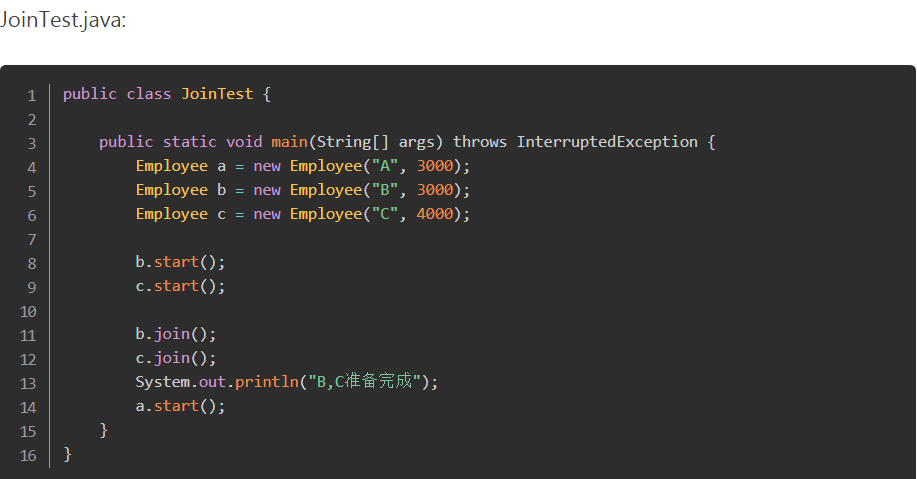 JoinTest.java:
1 public class JoinTest {
2
3     public static void main(String[] args) throws InterruptedException {
4         Employee a = new Employee("A", 3000);
5         Employee b = new Employee("B", 3000);
6         Employee c = new Employee("C", 4000);
7
8         b.start();
9         c.start();
10
11         b.join();
12         c.join();
13         System.out.println("B,C准备完成");
14         a.start();
15     }
16 }